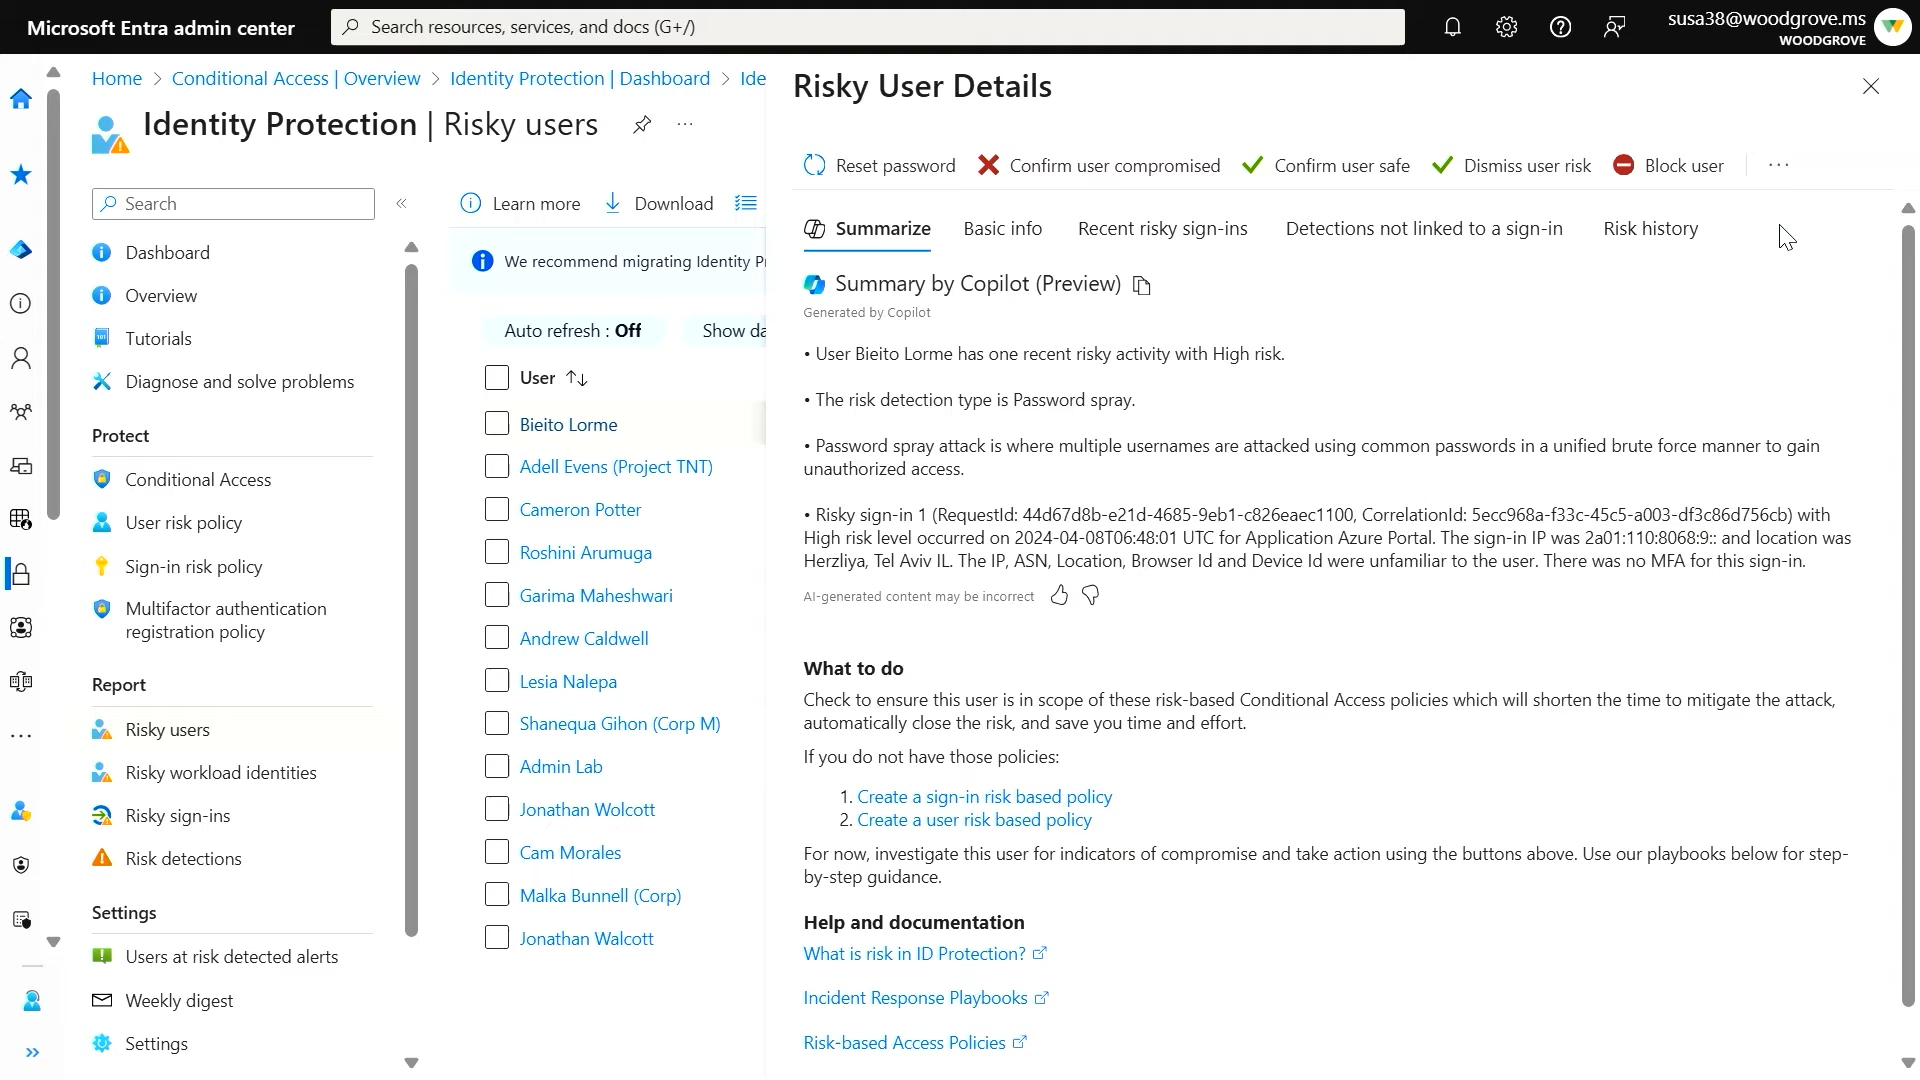 Microsoft Entra admin center
Search resources, services, and docs (G+/)
susa38@woodgrove.ms
WOODGROVE
Home > Conditional Access | Overview > Identity Protection | Dashboard > Ide
Identity Protection | Risky users
Search
Dashboard
Overview
Tutorials
Diagnose and solve problems
Protect
Conditional Access
User risk policy
Sign-in risk policy
Multifactor authentication
registration policy
Report
Risky users
Risky workload identities
Risky sign-ins
Risk detections
Settings
Users at risk detected alerts
Weekly digest
Settings
Learn more
Download
We recommend migrating Identity P
Auto refresh : Off
Show da
User
Bieito Lorme
Adell Evens (Project TNT)
Cameron Potter
Roshini Arumuga
Garima Maheshwari
Andrew Caldwell
Lesia Nalepa
Shanequa Gihon (Corp M)
Admin Lab
Jonathan Wolcott
Cam Morales
Malka Bunnell (Corp)
Jonathan Walcott
Risky User Details
Reset password
Confirm user compromised
Confirm user safe
Dismiss user risk
Block user
Summarize
Basic info
Recent risky sign-ins
Detections not linked to a sign-in
Risk history
Summary by Copilot (Preview)
Generated by Copilot
• User Bieito Lorme has one recent risky activity with High risk.
• The risk detection type is Password spray.
• Password spray attack is where multiple usernames are attacked using common passwords in a unified brute force manner to gain
unauthorized access.
• Risky sign-in 1 (RequestId: 44d67d8b-e21d-4685-9eb1-c826eaec1100, CorrelationId: 5ecc968a-f33c-45c5-a003-df3c86d756cb) with
High risk level occurred on 2024-04-08T06:48:01 UTC for Application Azure Portal. The sign-in IP was 2a01:110:8068:9:: and location was
Herzliya, Tel Aviv IL. The IP, ASN, Location, Browser Id and Device Id were unfamiliar to the user. There was no MFA for this sign-in.
AI-generated content may be incorrect
What to do
Check to ensure this user is in scope of these risk-based Conditional Access policies which will shorten the time to mitigate the attack,
automatically close the risk, and save you time and effort.
If you do not have those policies:
1. Create a sign-in risk based policy
2. Create a user risk based policy
For now, investigate this user for indicators of compromise and take action using the buttons above. Use our playbooks below for step-
by-step guidance.
Help and documentation
What is risk in ID Protection?
Incident Response Playbooks
Risk-based Access Policies